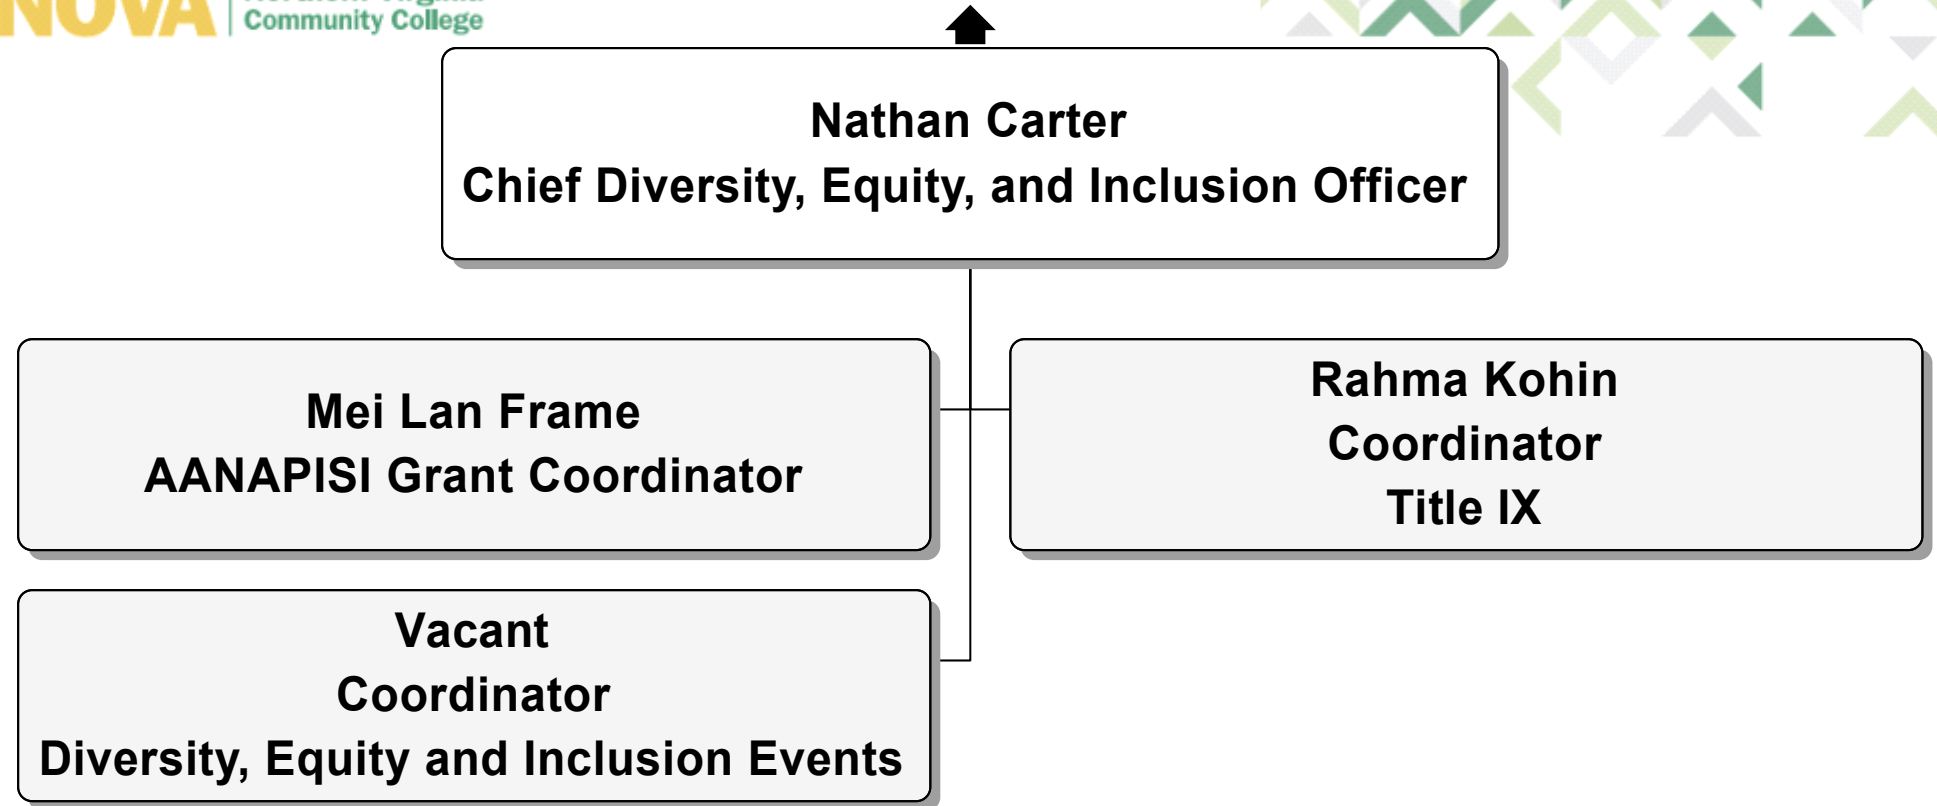 NOVA
Community College
Nathan Carter
Chief Diversity, Equity, and Inclusion Officer
Mei Lan Frame
AANAPISI Grant Coordinator
Rahma Kohin
Coordinator
Title IX
Vacant
Coordinator
Diversity, Equity and Inclusion Events